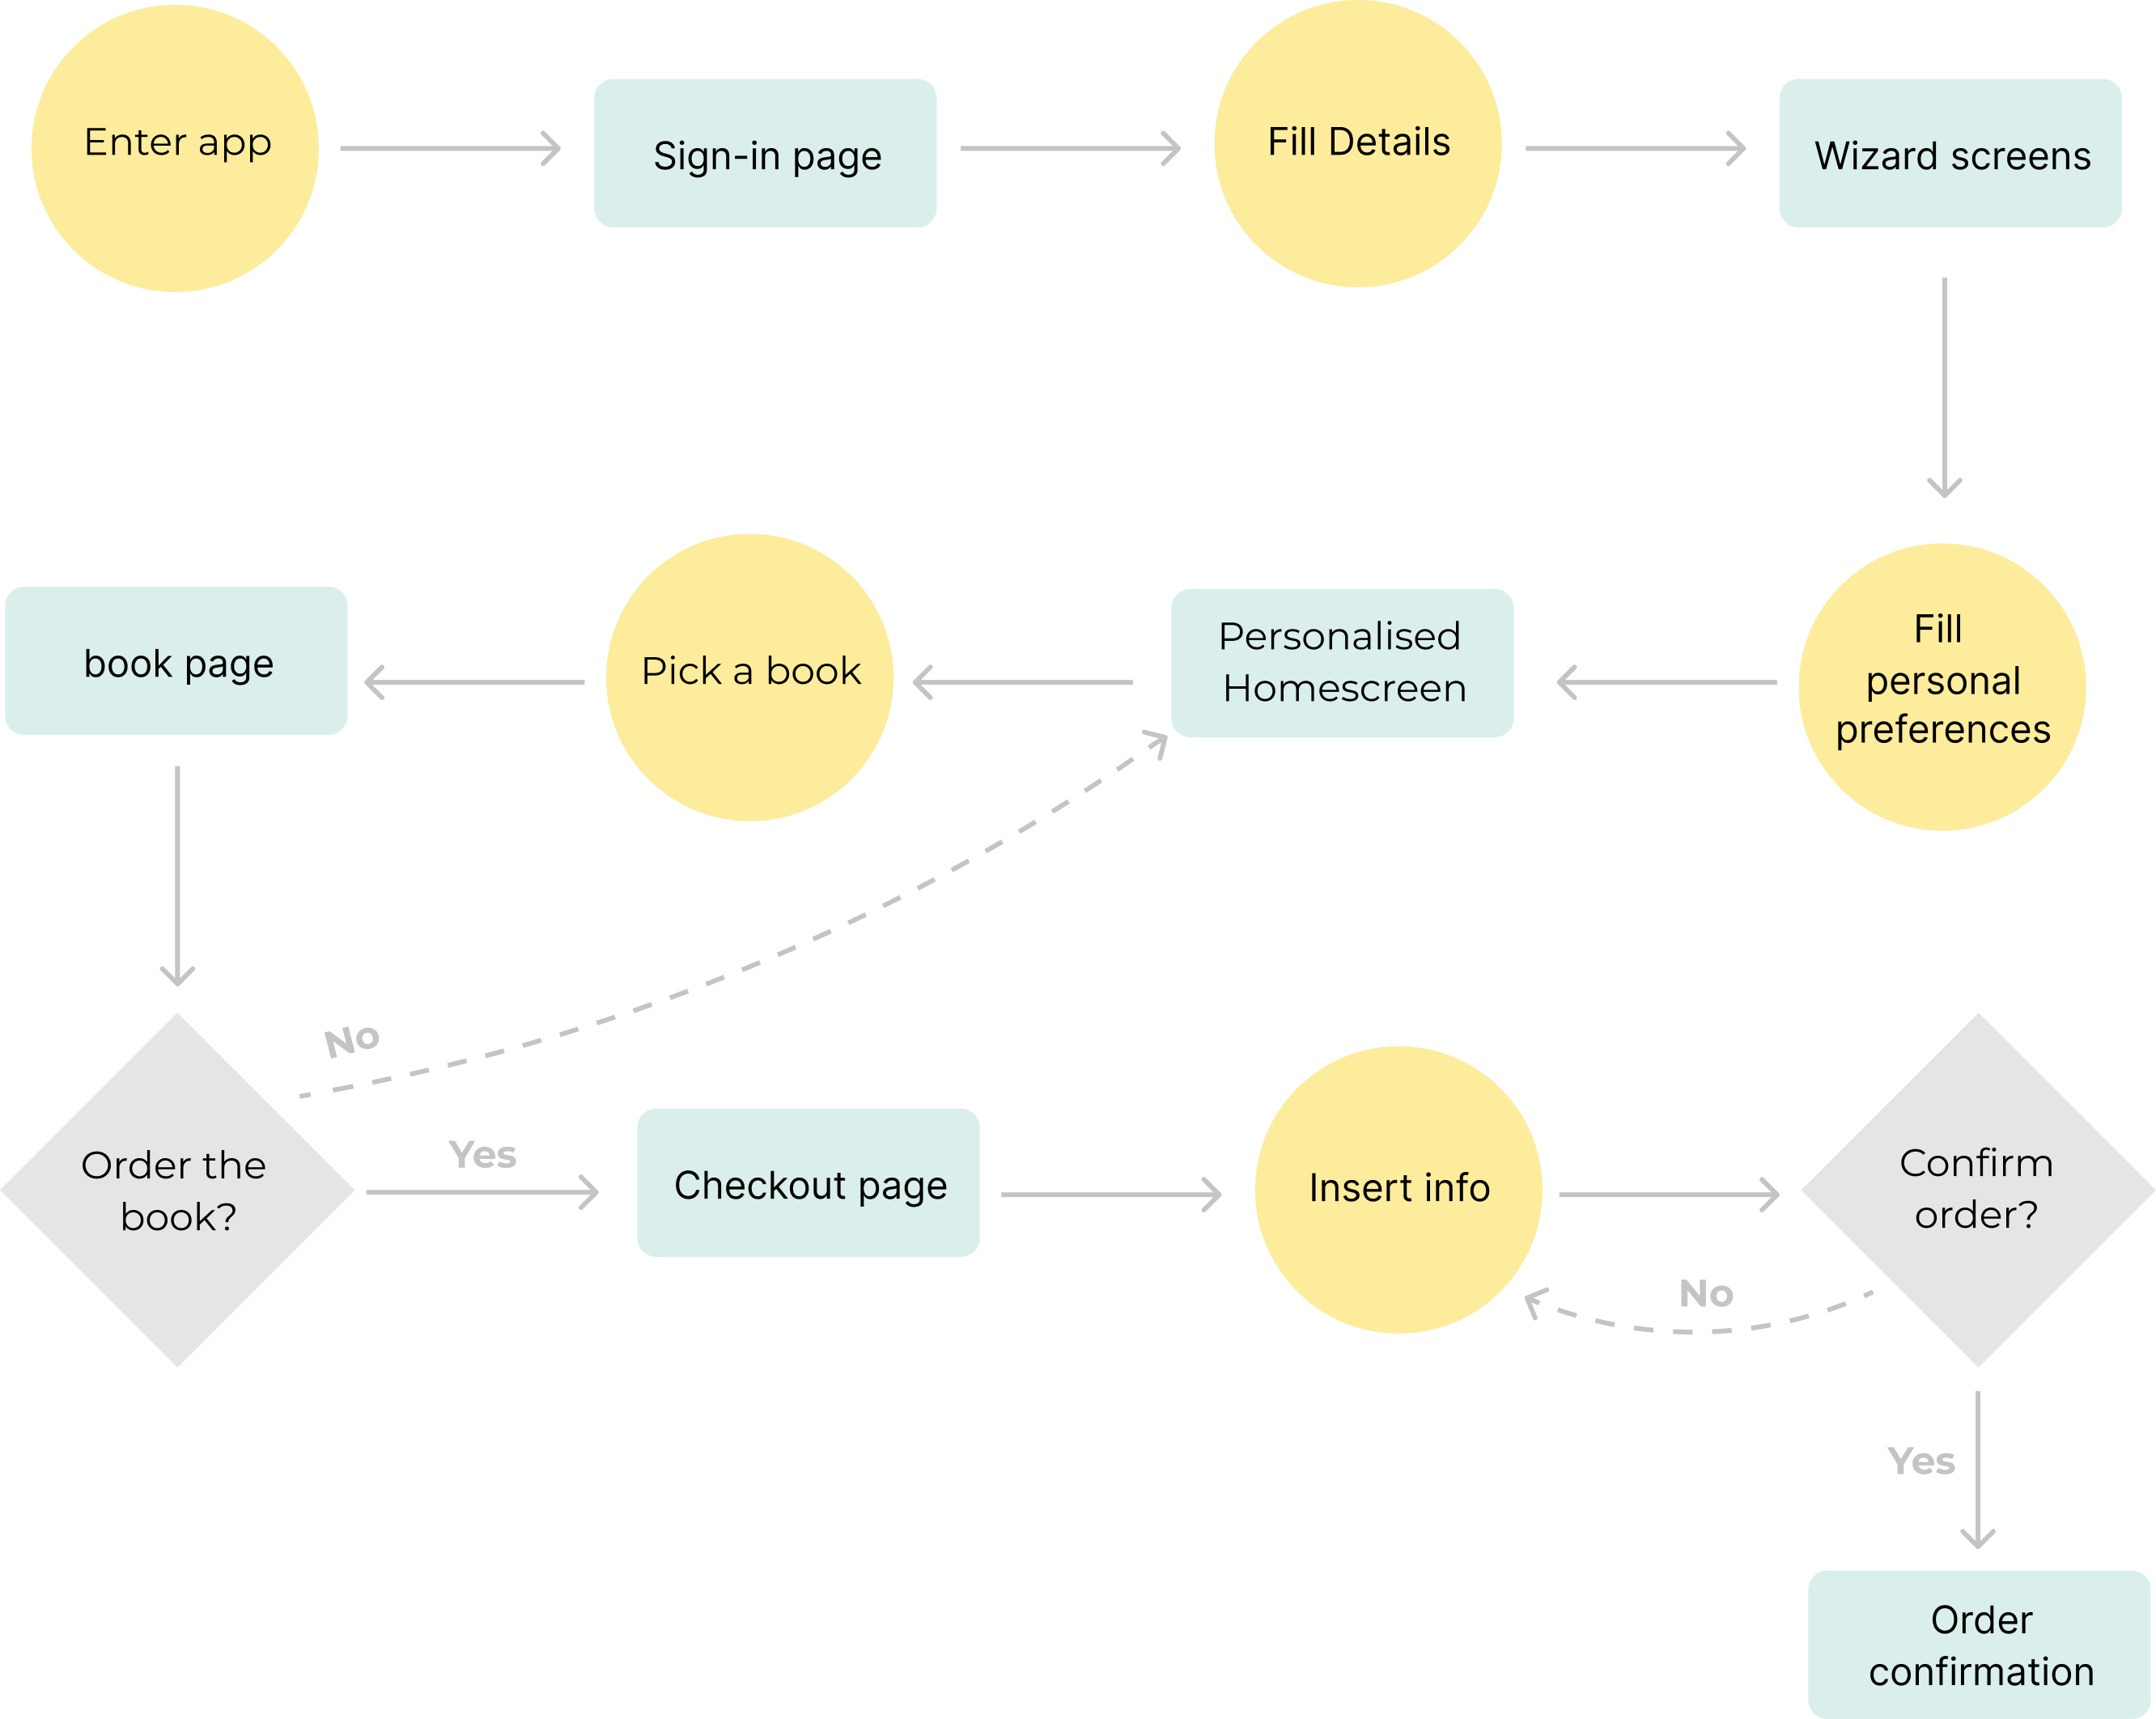 Enter app
Sign-in page
Fill Details
Wizard screens
Fill
personal
preferences
Personalised
Homescreen
Pick a book
book page
No
Order the
book?
Yes
Checkout page
Insert info
Confirm
order?
No
Yes
Order
confirmation